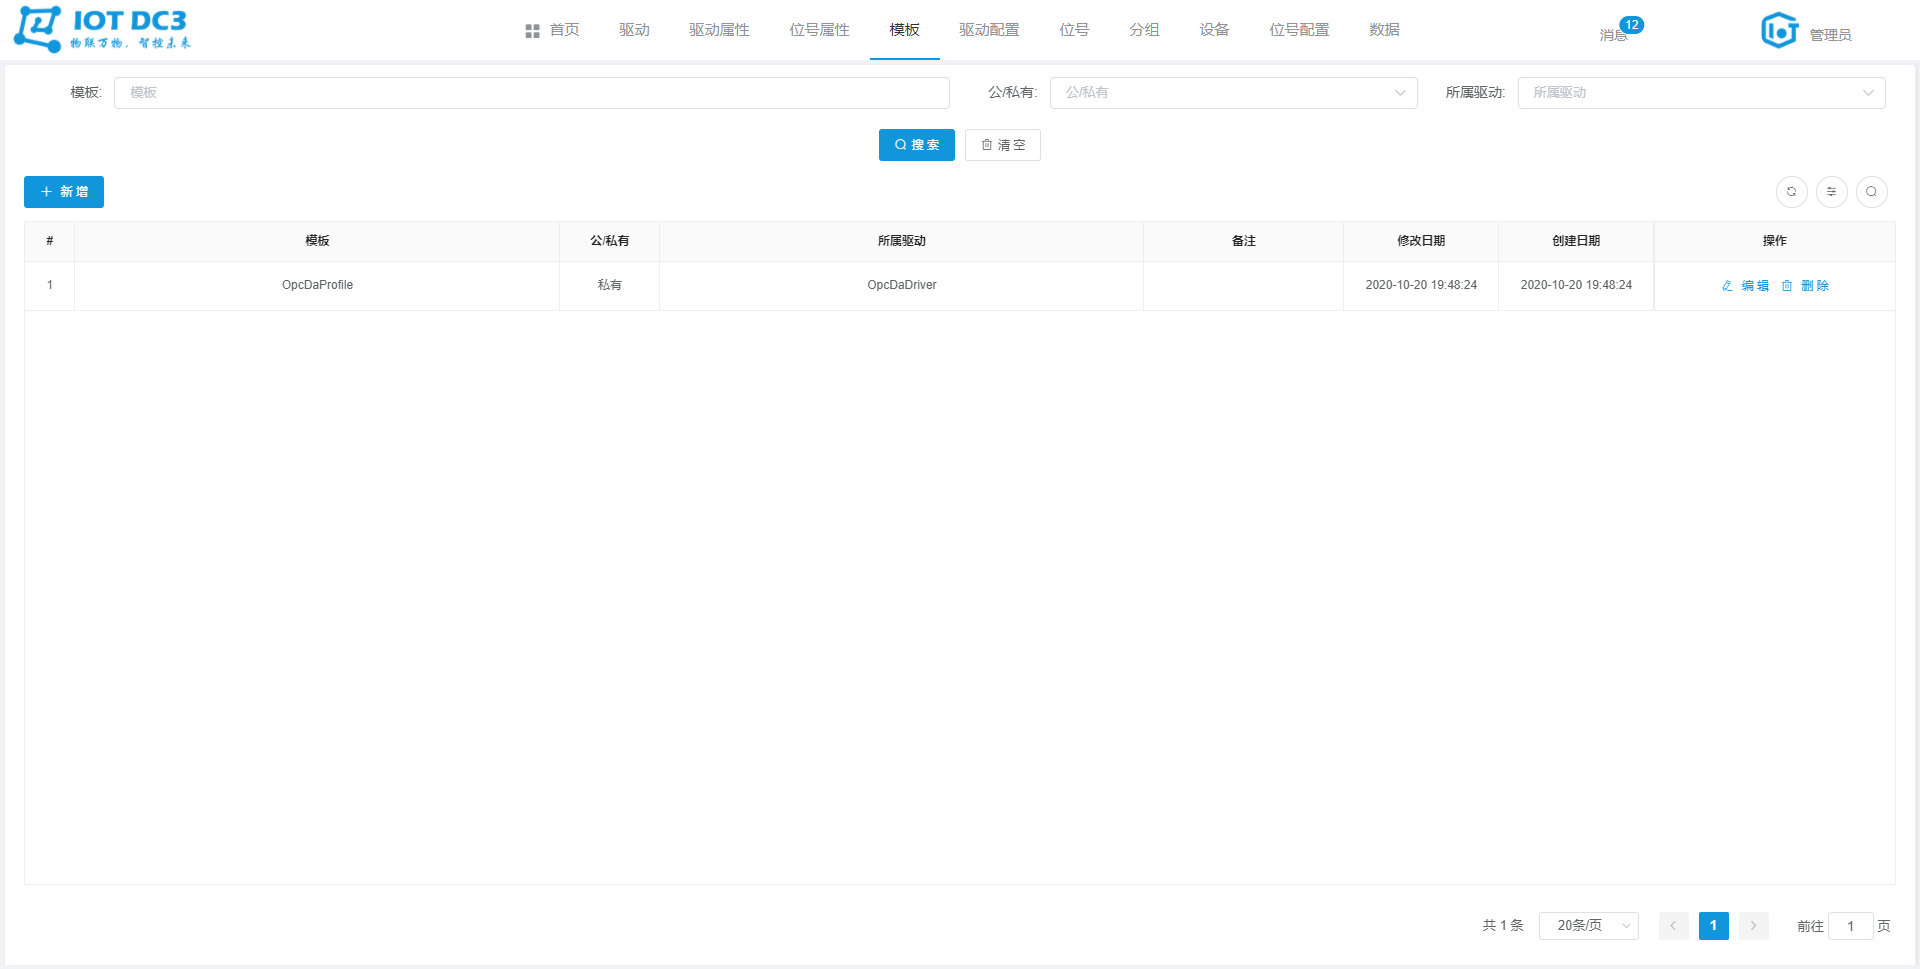 IOT DC3
物联万物，智控未来
首页 驱动 驱动属性 位号属性 模板 驱动配置 位号 分组 设备 位号配置 数据
消息 12
管理员
模板: 模板 公/私有: 公/私有 所属驱动: 所属驱动
搜索 清空
新增
# 模板 公/私有 所属驱动 备注 修改日期 创建日期 操作
1 OpcDaProfile 私有 OpcDaDriver 2020-10-20 19:48:24 2020-10-20 19:48:24 编辑 删除
共 1 条 20条/页 1 前往 1 页